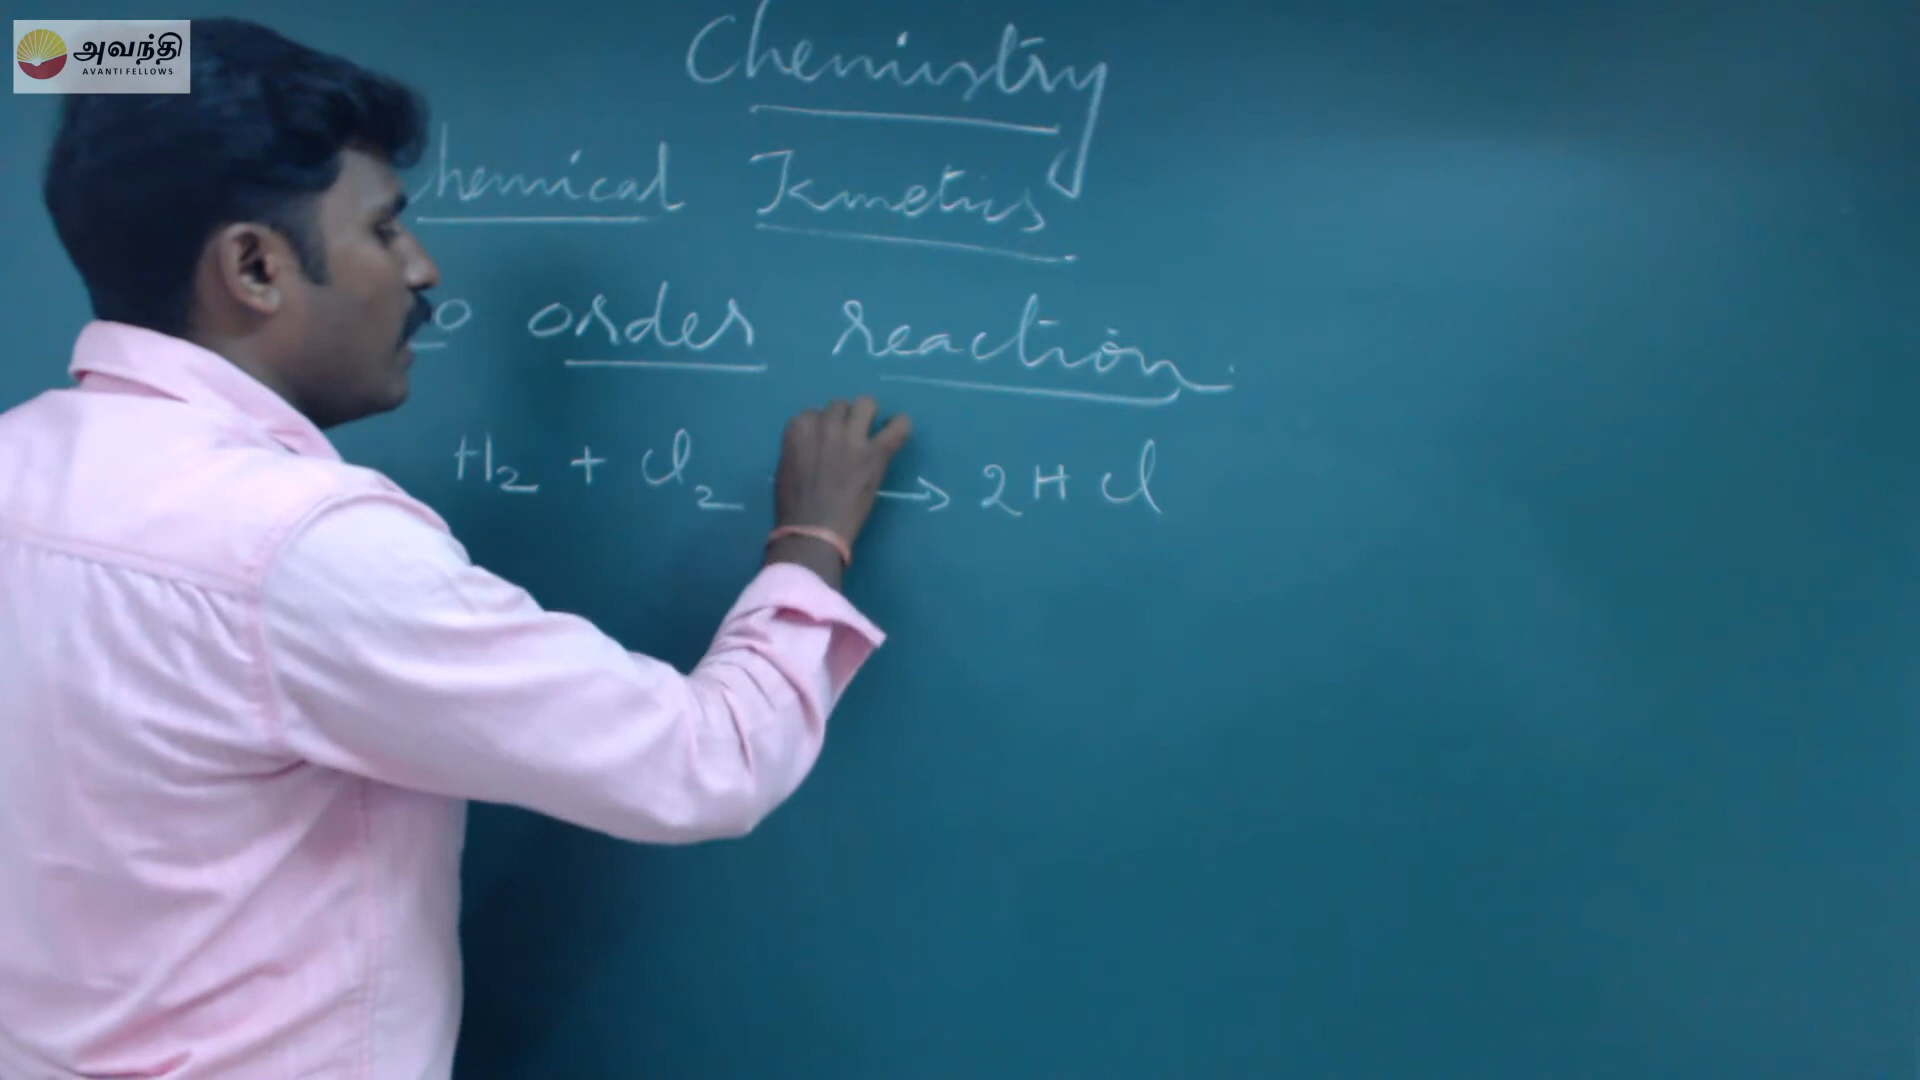 அவந்தி
AVANTI FELLOWS
Chemistry
hemical Kinetics
o order reaction.
H₂ + Cl₂ → 2HCl